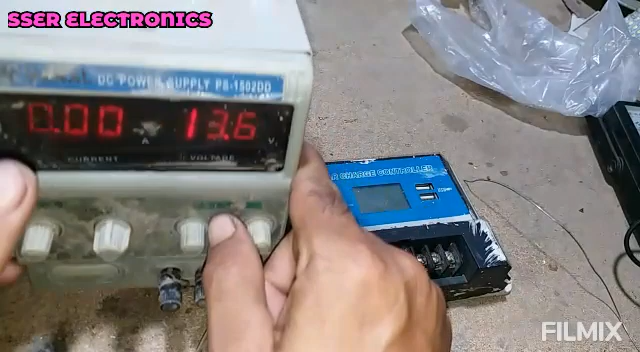 SSER ELECTRONICS
DC POWER SUPPLY PS-1502DD
0.00 A 13.6 V
CURRENT VOLTAGE
R CHARGE CONTROLLER
FILMIX